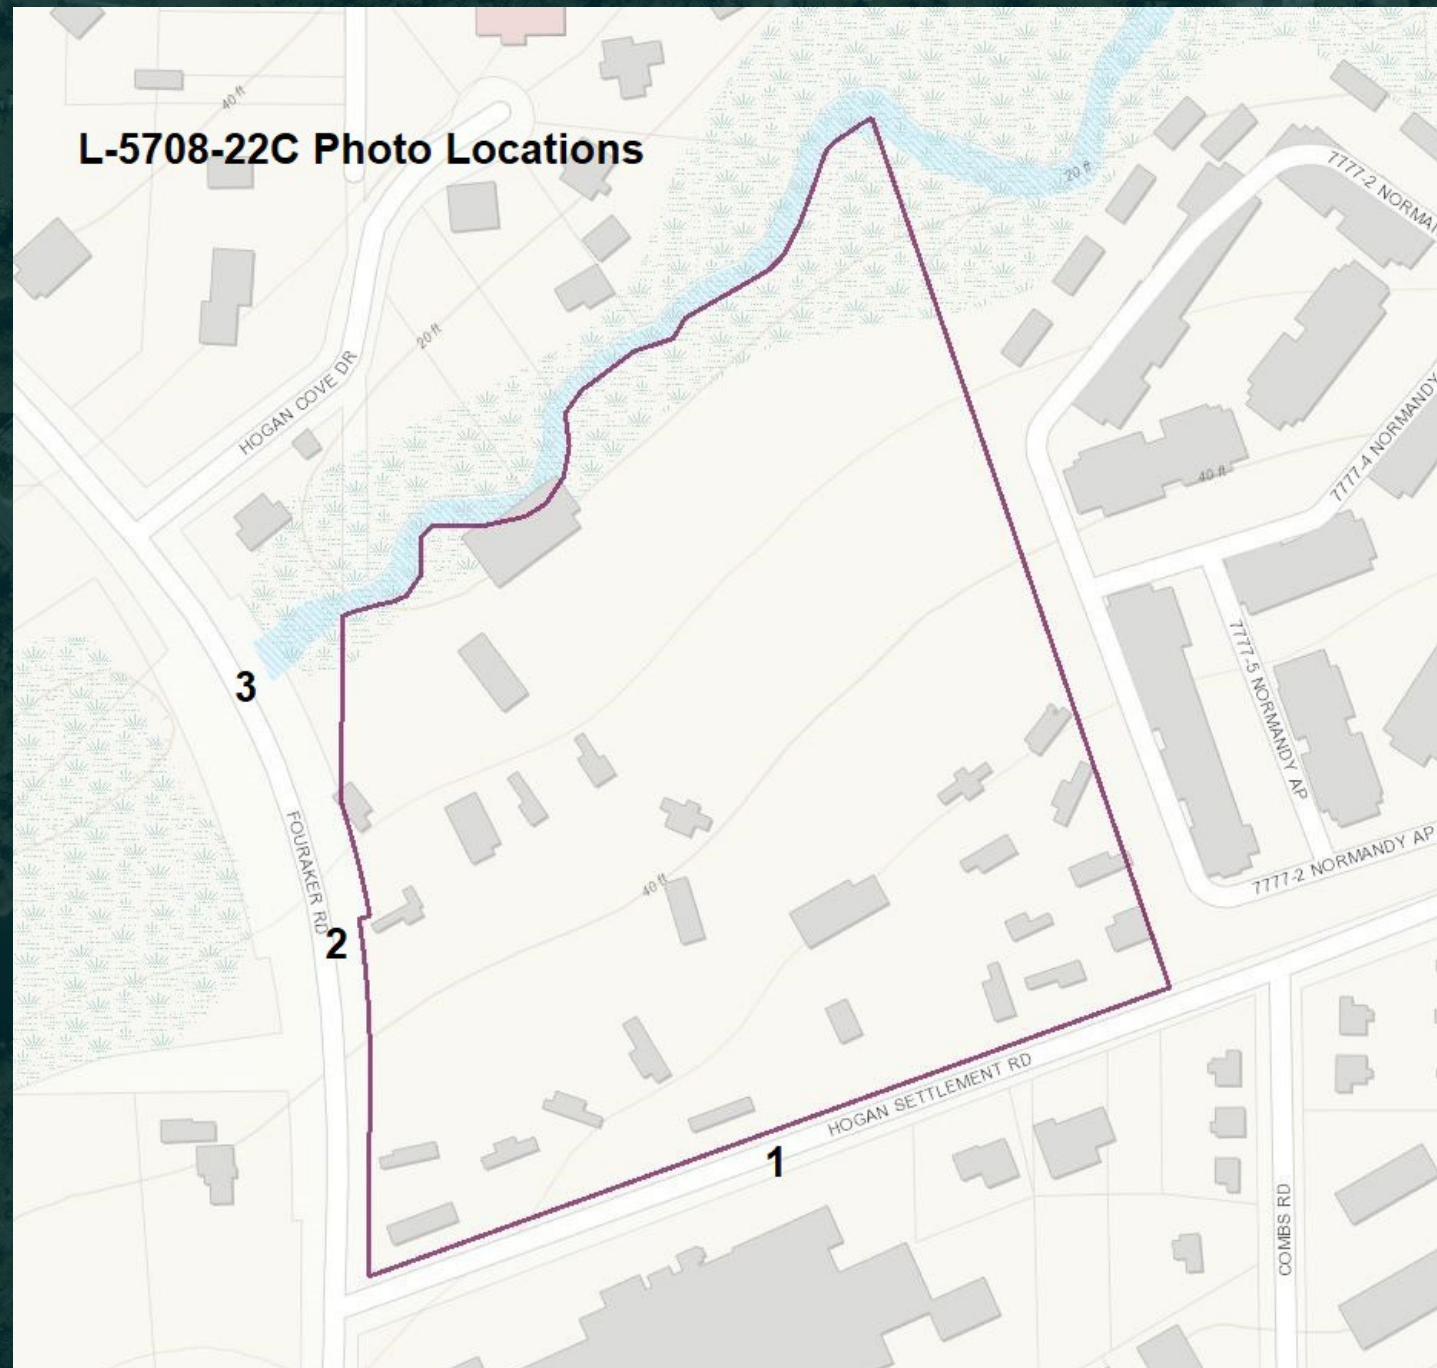 40 ft
L-5708-22C Photo Locations
20 ft
7777-2 NORMA
HOGAN COVE DR
20 ft
40 ft
7777-4 NORMANDY
3
7777-5 NORMANDY AP
FOURAKER RD
40 ft
7777-2 NORMANDY AP
2
HOGAN SETTLEMENT RD
1
COMBS RD